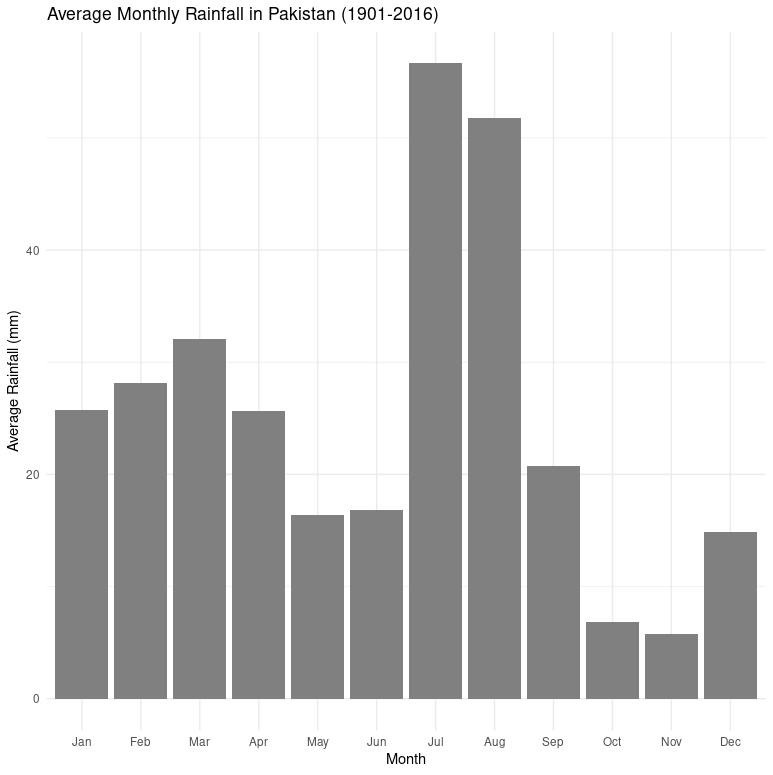 Average Monthly Rainfall in Pakistan (1901-2016)
Average Rainfall (mm)
40
20
0
Jan Feb Mar Apr May Jun Jul Aug Sep Oct Nov Dec
Month